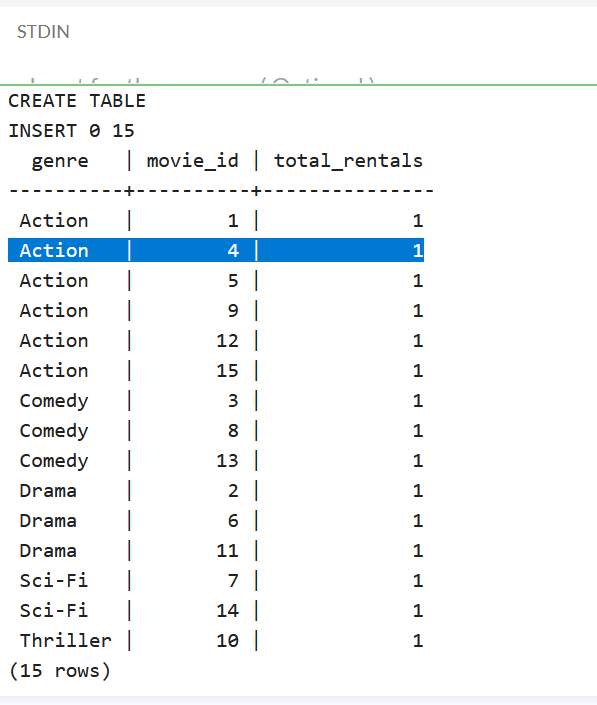 STDIN
CREATE TABLE
INSERT 0 15
  genre   | movie_id | total_rentals
----------+----------+---------------
 Action   |        1 |             1
 Action   |        4 |             1
 Action   |        5 |             1
 Action   |        9 |             1
 Action   |       12 |             1
 Action   |       15 |             1
 Comedy   |        3 |             1
 Comedy   |        8 |             1
 Comedy   |       13 |             1
 Drama    |        2 |             1
 Drama    |        6 |             1
 Drama    |       11 |             1
 Sci-Fi   |        7 |             1
 Sci-Fi   |       14 |             1
 Thriller |       10 |             1
(15 rows)